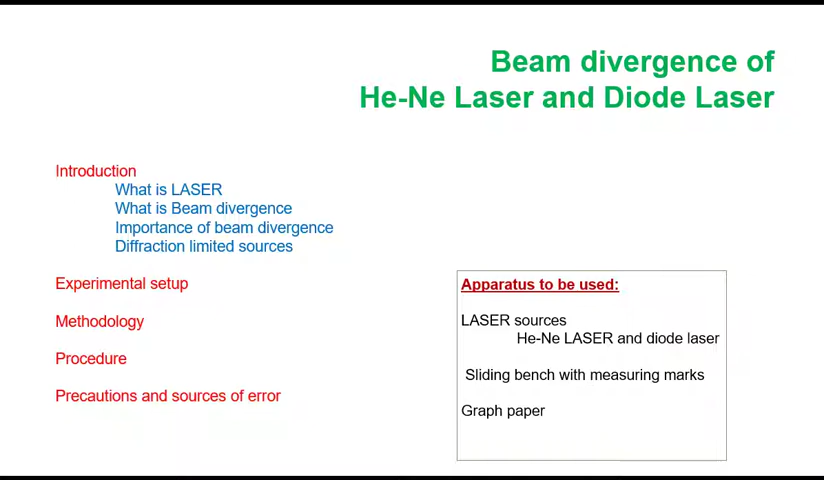 Beam divergence of
He-Ne Laser and Diode Laser
Introduction
What is LASER
What is Beam divergence
Importance of beam divergence
Diffraction limited sources
Experimental setup
Methodology
Procedure
Precautions and sources of error
Apparatus to be used:
LASER sources
He-Ne LASER and diode laser
Sliding bench with measuring marks
Graph paper